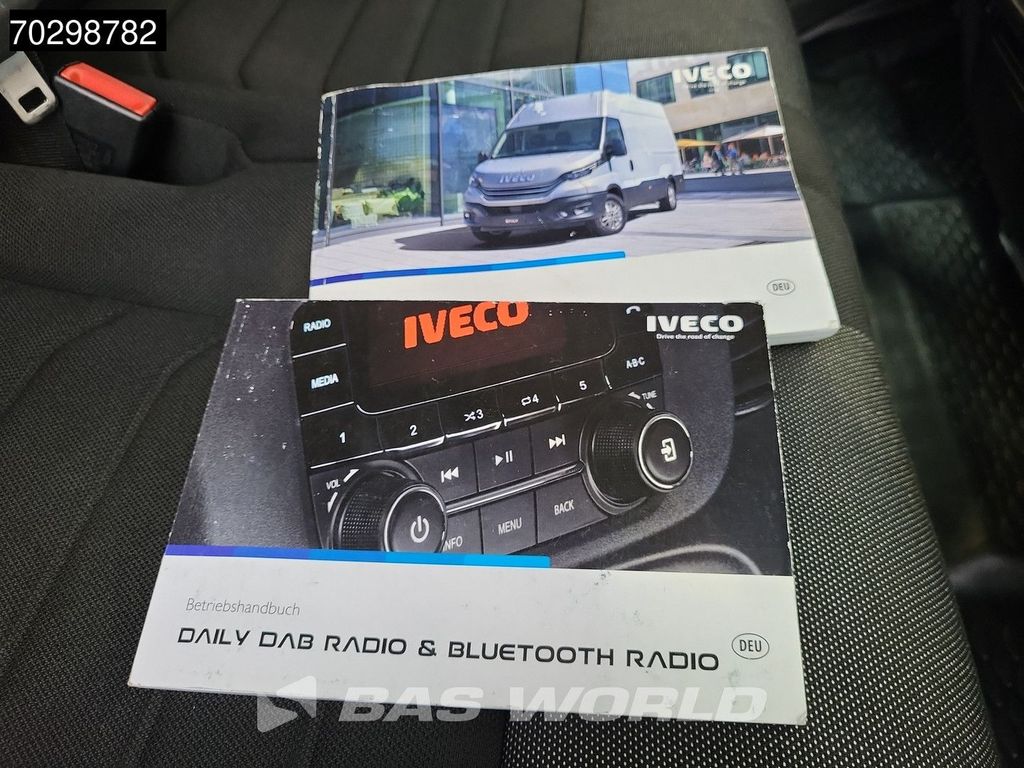 70298782
IVECO
IVECO
DEU
RADIO
IVECO
IVECO
Drive the road of change
MEDIA
A·B·C
1
2
3
4
5
TUNE
VOL
MENU
BACK
Betriebshandbuch
DAILY DAB RADIO & BLUETOOTH RADIO
DEU
BAS WORLD